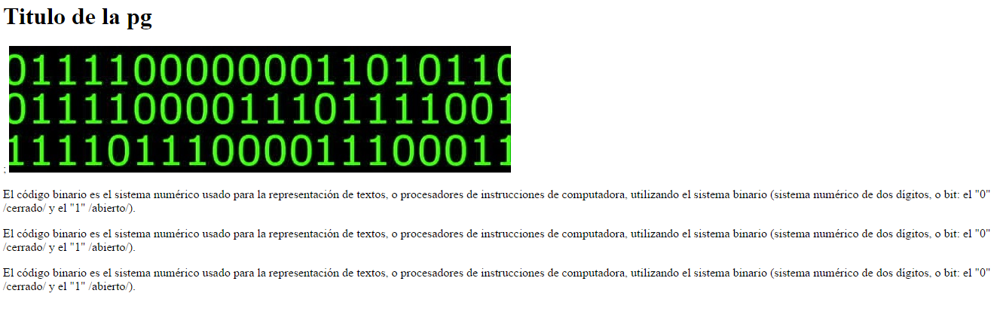 Titulo de la pg
01111000000011010110
01111000011101111001
11110111000011100011
;
El código binario es el sistema numérico usado para la representación de textos, o procesadores de instrucciones de computadora, utilizando el sistema binario (sistema numérico de dos dígitos, o bit: el "0"
/cerrado/ y el "1" /abierto/).
El código binario es el sistema numérico usado para la representación de textos, o procesadores de instrucciones de computadora, utilizando el sistema binario (sistema numérico de dos dígitos, o bit: el "0"
/cerrado/ y el "1" /abierto/).
El código binario es el sistema numérico usado para la representación de textos, o procesadores de instrucciones de computadora, utilizando el sistema binario (sistema numérico de dos dígitos, o bit: el "0"
/cerrado/ y el "1" /abierto/).